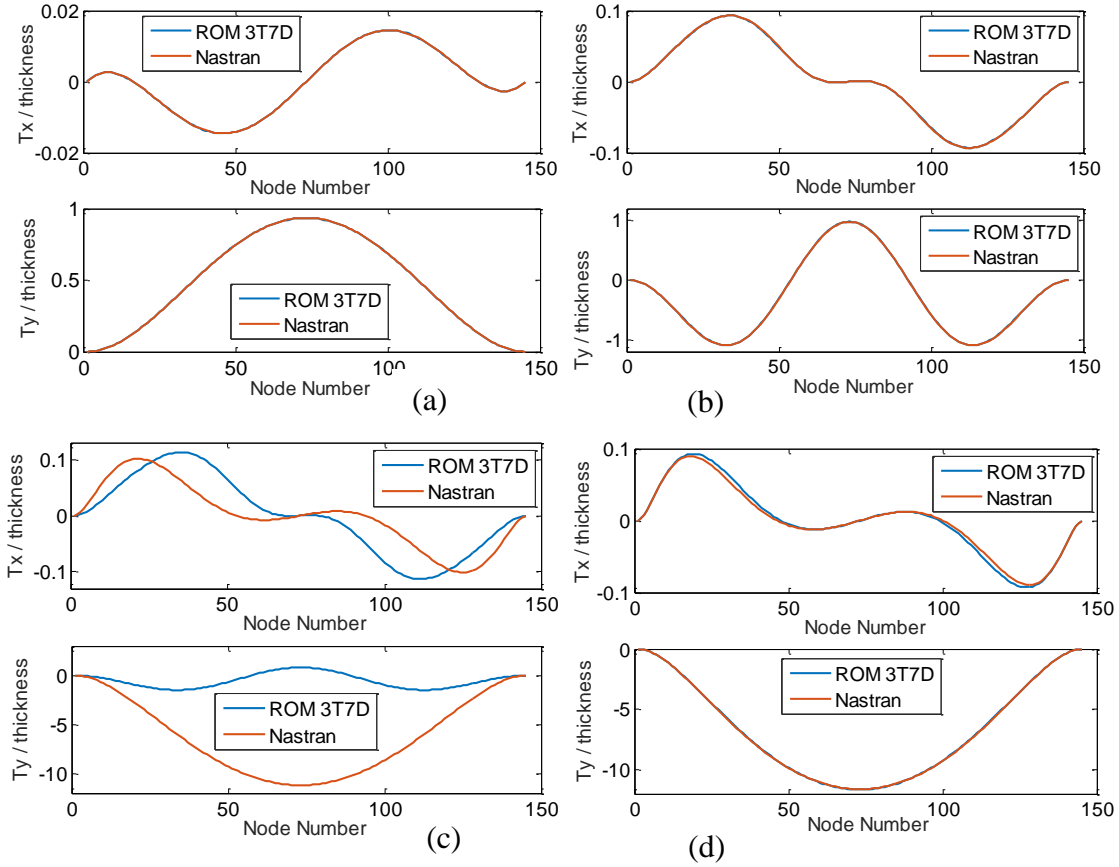 Tx / thickness
0.02
0
-0.02
0
50
100
150
Node Number
ROM 3T7D
Nastran
Tx / thickness
0.1
0
-0.1
0
50
100
150
Node Number
ROM 3T7D
Nastran
Ty / thickness
1
0.5
0
0
50
150
Node Number
ROM 3T7D
Nastran
(a)
Ty / thickness
1
0
-1
0
50
100
150
Node Number
ROM 3T7D
Nastran
(b)
Tx / thickness
0.1
0
-0.1
0
50
100
150
Node Number
ROM 3T7D
Nastran
Tx / thickness
0.1
0
-0.1
0
50
100
150
Node Number
ROM 3T7D
Nastran
Ty / thickness
0
-5
-10
0
50
100
150
Node Number
ROM 3T7D
Nastran
(c)
Ty / thickness
0
-5
-10
0
50
100
150
Node Number
ROM 3T7D
Nastran
(d)